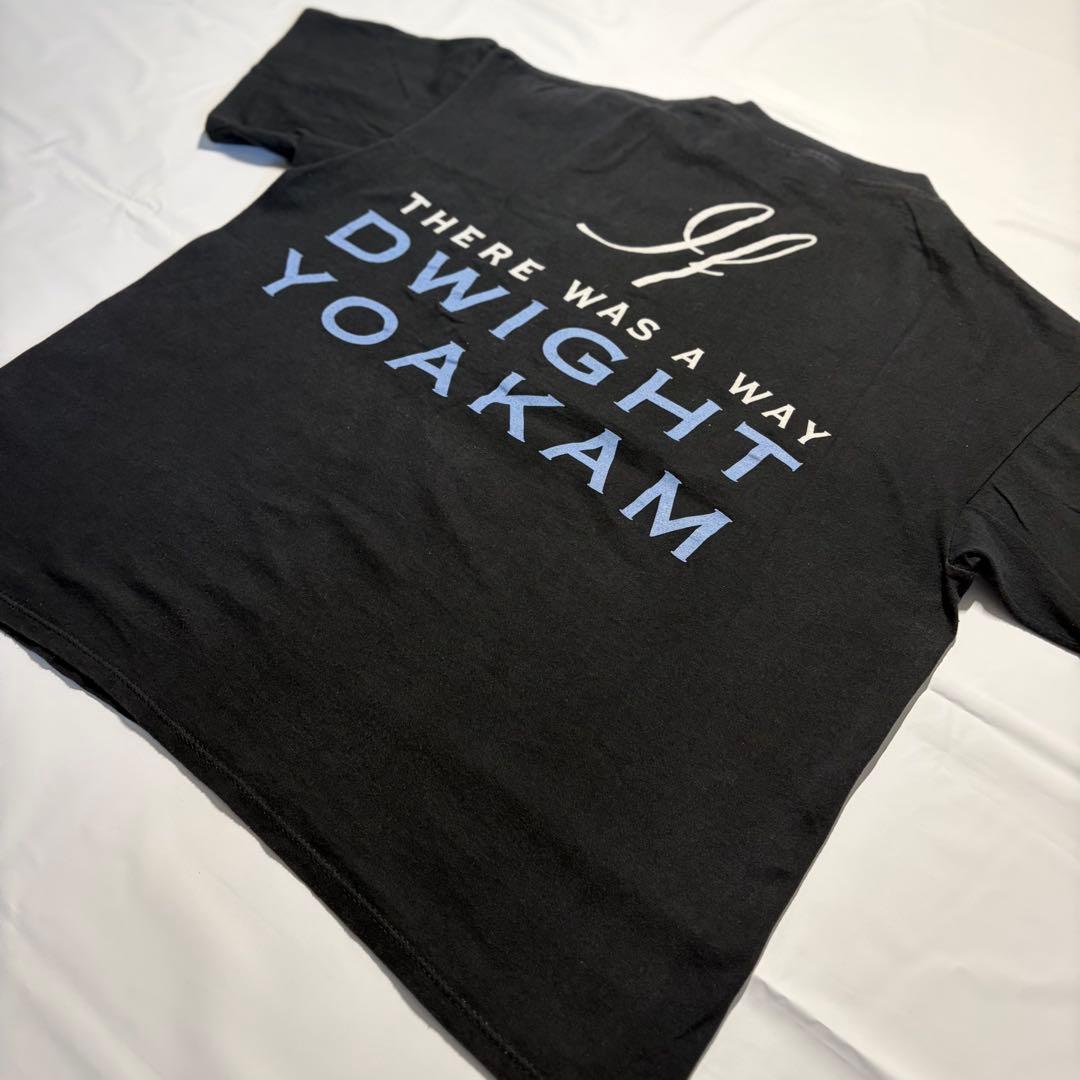 If
THERE WAS A WAY
DWIGHT
YOAKAM